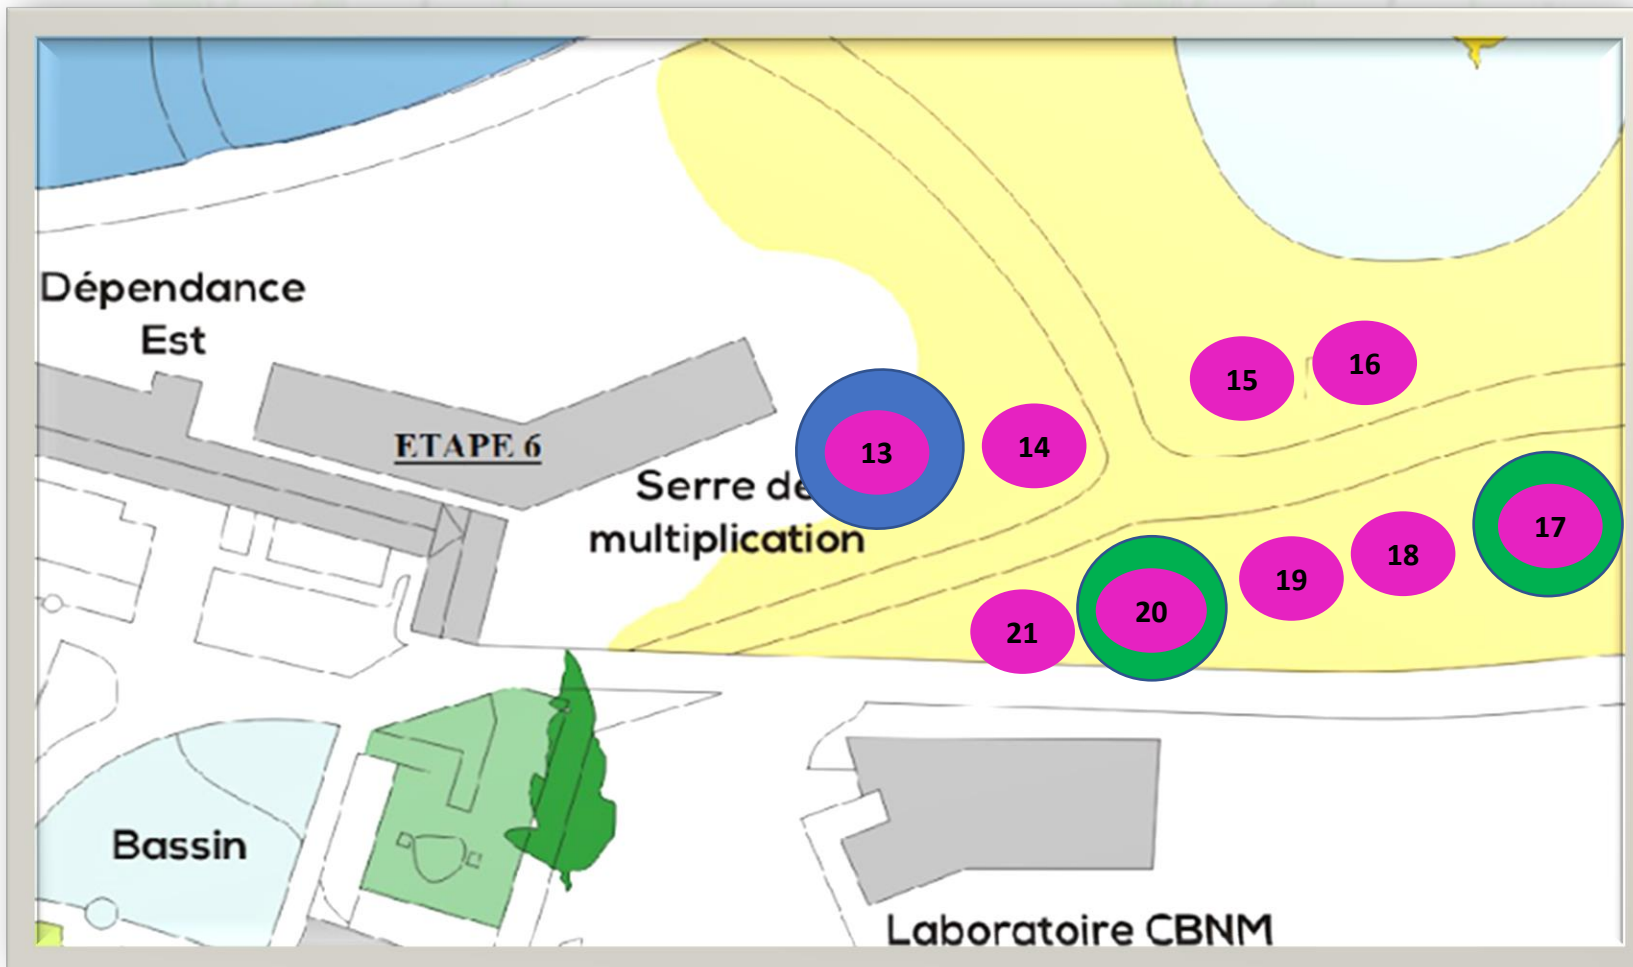 Dépendance
Est
ETAPE 6
Serre de
multiplication
13
14
15
16
17
18
19
20
21
Bassin
Laboratoire CBNM